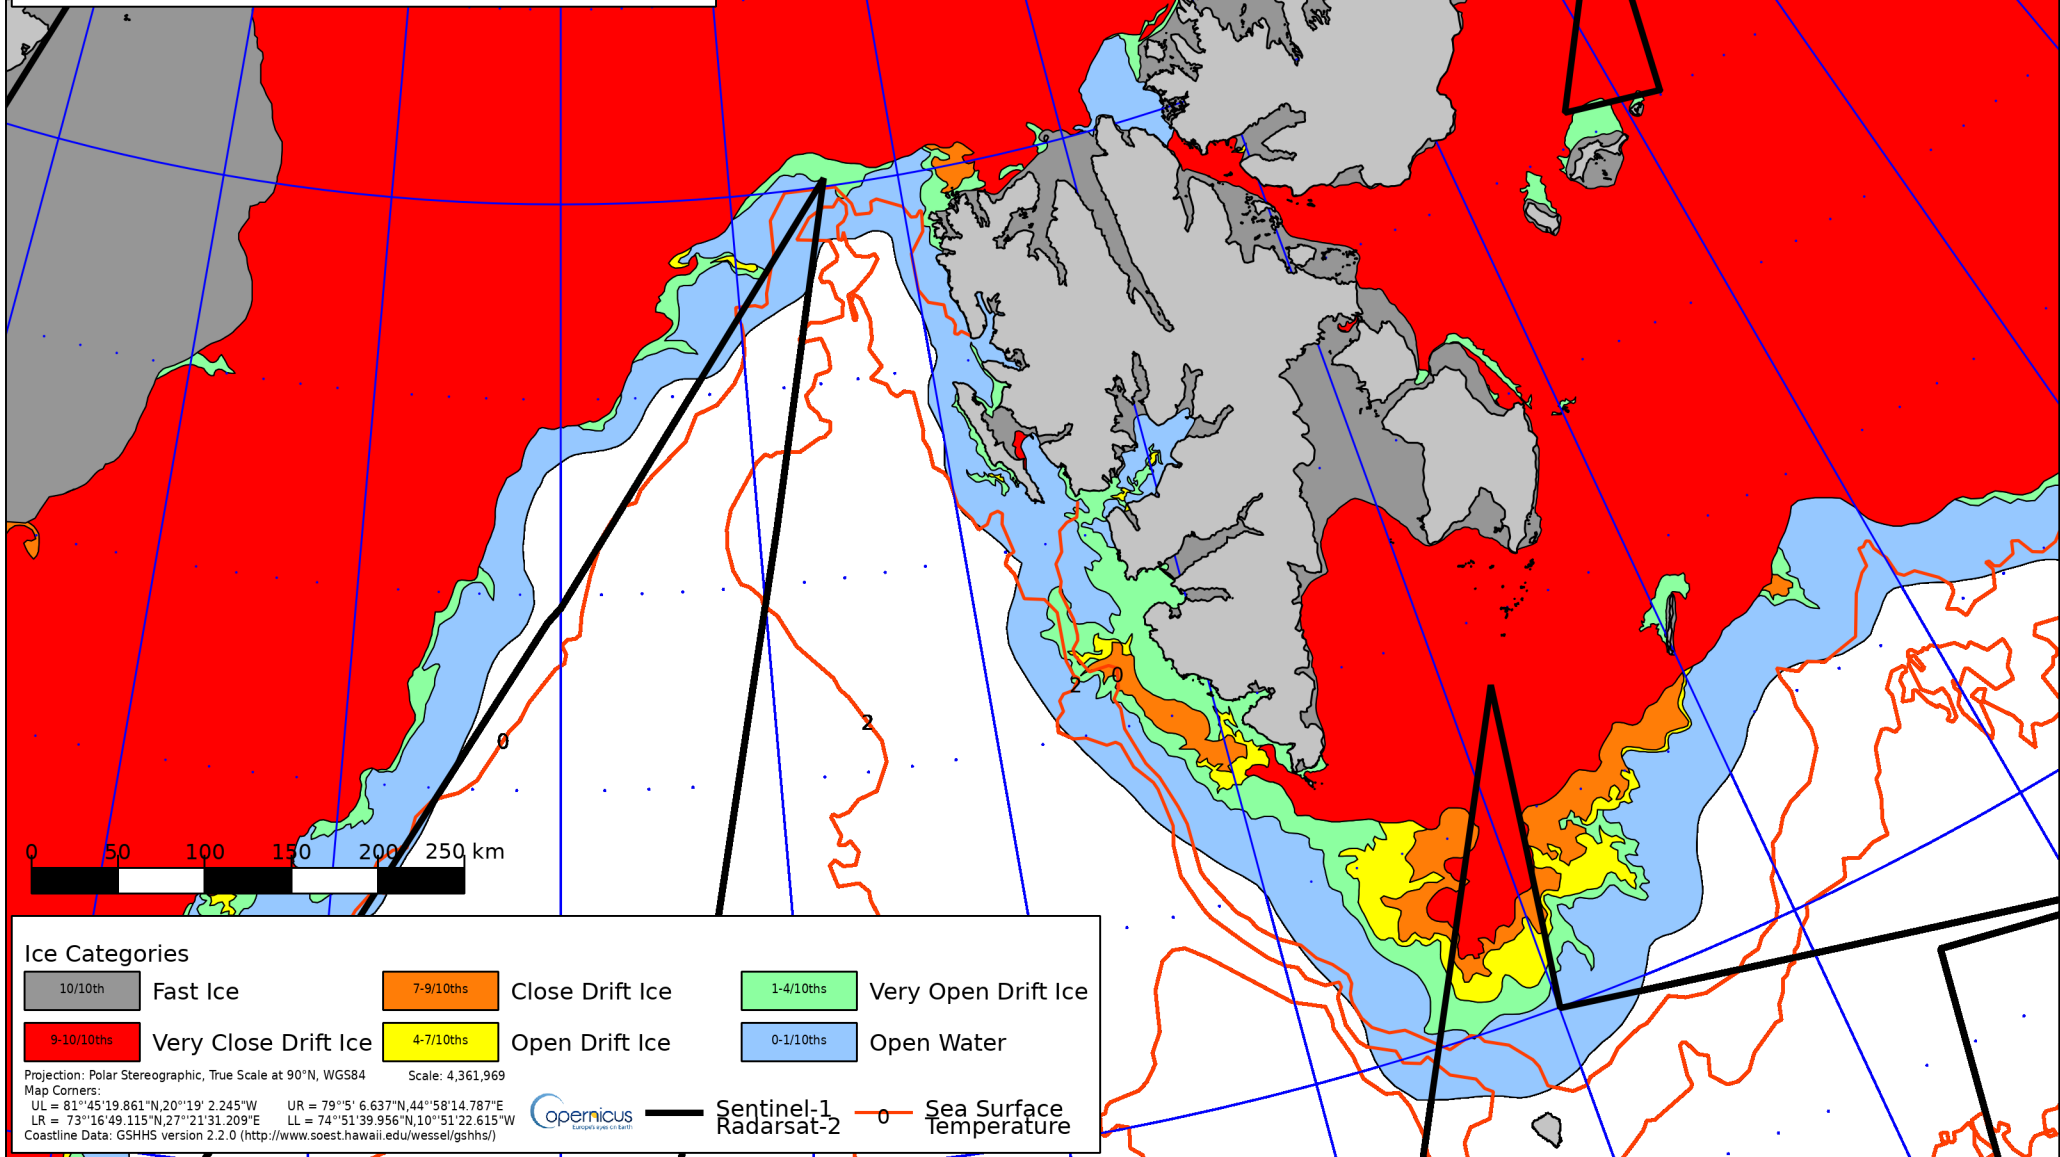 0
2
0
2
2
0 50 100 150 200 250 km
Ice Categories
10/10th Fast Ice 7-9/10ths Close Drift Ice 1-4/10ths Very Open Drift Ice
9-10/10ths Very Close Drift Ice 4-7/10ths Open Drift Ice 0-1/10ths Open Water
Projection: Polar Stereographic, True Scale at 90°N, WGS84 Scale: 4,361,969
Map Corners:
UL = 81°'45'19.861"N,20°'19' 2.245"W UR = 79°'5' 6.637"N,44°'58'14.787"E
LR = 73°'16'49.115"N,27°'21'31.209"E LL = 74°'51'39.956"N,10°'51'22.615"W
Coastline Data: GSHHS version 2.2.0 (http://www.soest.hawaii.edu/wessel/gshhs/)
opernicus
Europe's eyes on Earth
Sentinel-1
Radarsat-2
0
Sea Surface
Temperature